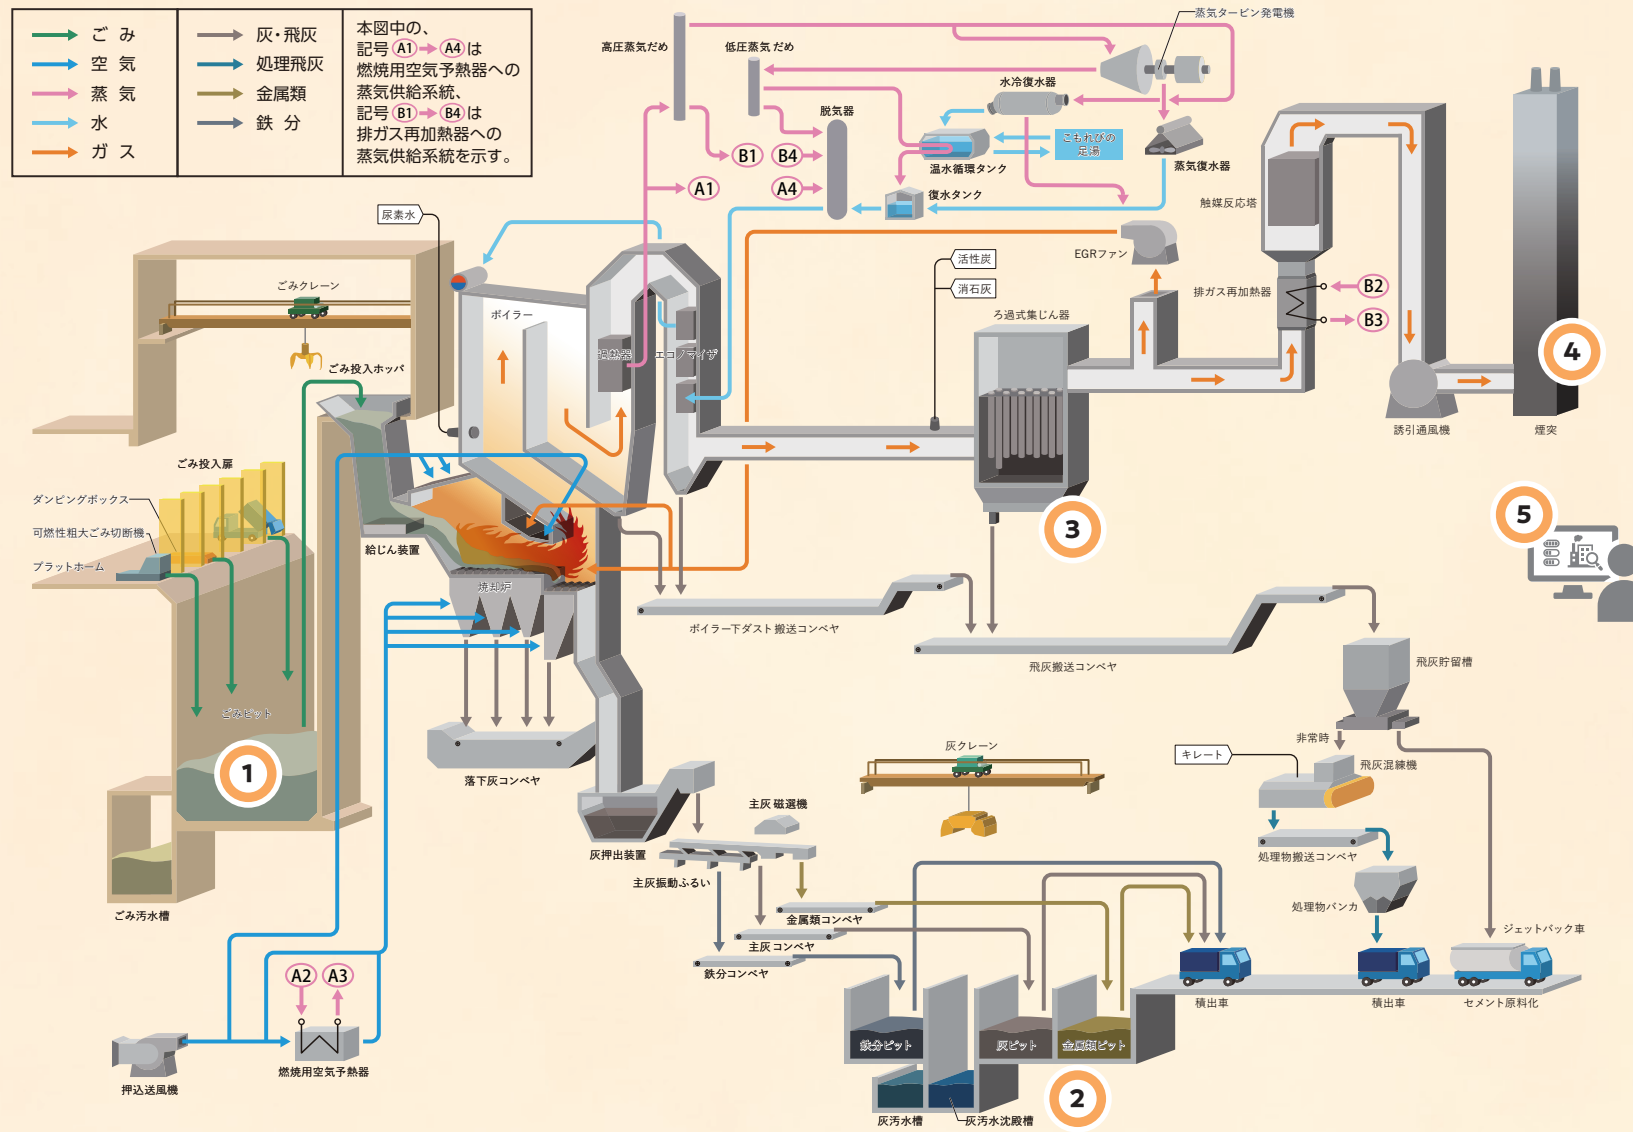 ごみ
空気
蒸気
水
ガス
灰・飛灰
処理飛灰
金属類
鉄分
本図中の、
記号 A1 → A4 は
燃焼用空気予熱器への
蒸気供給系統、
記号 B1 → B4 は
排ガス再加熱器への
蒸気供給系統を示す。
高圧蒸気だめ
低圧蒸気だめ
蒸気タービン発電機
水冷復水器
脱気器
こもれびの
足湯
温水循環タンク
蒸気復水器
復水タンク
B1
B4
A1
A4
尿素水
触媒反応塔
EGRファン
活性炭
消石灰
排ガス再加熱器
B2
B3
ごみクレーン
ボイラー
過熱器
エコノマイザ
ろ過式集じん器
4
ごみ投入ホッパ
誘引通風機
煙突
ごみ投入扉
ダンピングボックス
可燃性粗大ごみ切断機
プラットホーム
給じん装置
3
5
焼却炉
ボイラー下ダスト搬送コンベヤ
飛灰搬送コンベヤ
飛灰貯留槽
ごみピット
1
非常時
キレート
飛灰混練機
灰クレーン
落下灰コンベヤ
主灰磁選機
灰押出装置
主灰振動ふるい
処理物搬送コンベヤ
処理物バンカ
ごみ汚水槽
金属類コンベヤ
主灰コンベヤ
鉄分コンベヤ
ジェットパック車
A2
A3
積出車
積出車
セメント原料化
鉄分ピット
灰ピット
金属類ピット
燃焼用空気予熱器
押込送風機
2
灰汚水槽
灰汚水沈殿槽